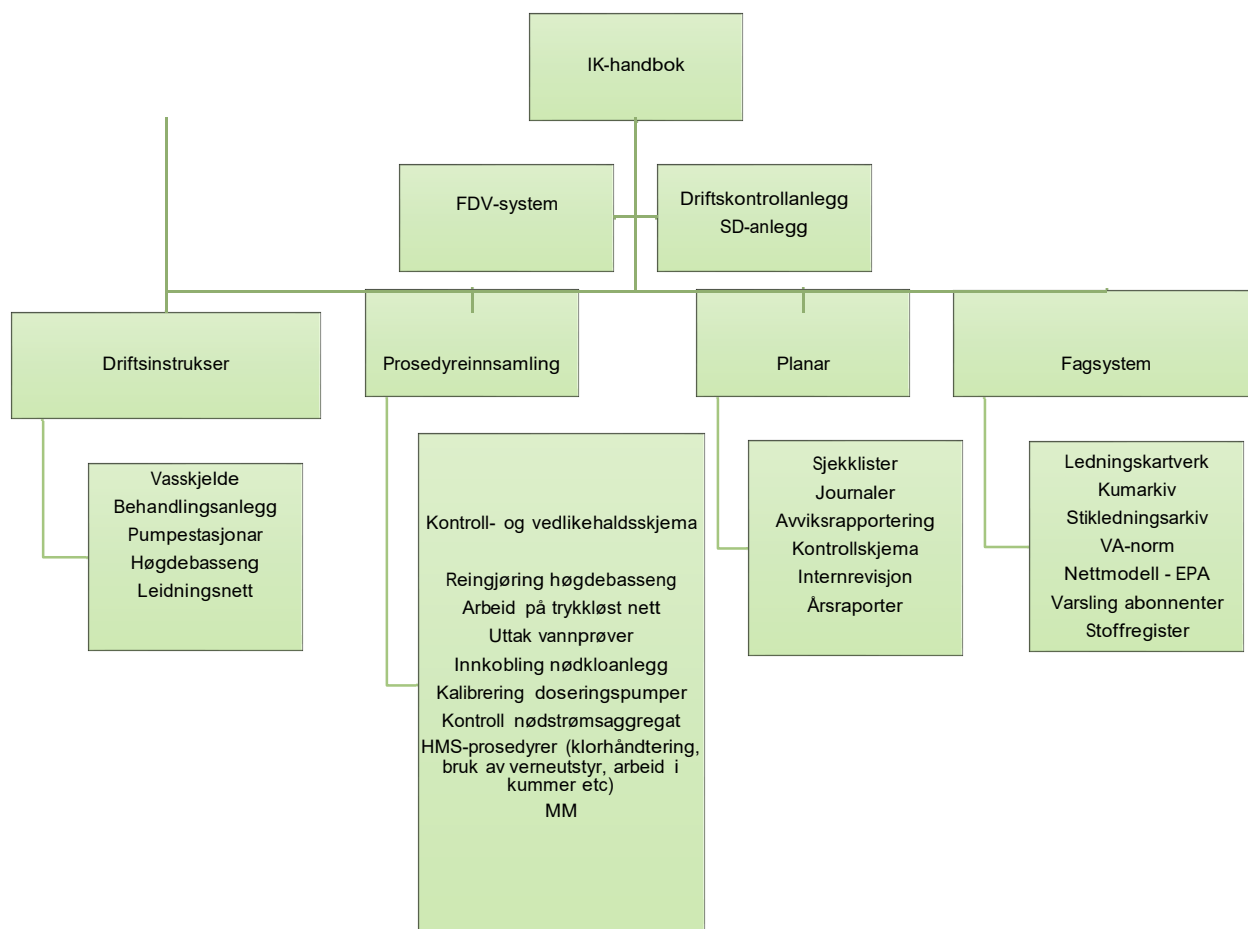 IK-handbok
FDV-system
Driftskontrollanlegg
SD-anlegg
Driftsinstrukser
Prosedyreinnsamling
Planar
Fagsystem
Vasskjelde
Behandlingsanlegg
Pumpestasjonar
Høgdebasseng
Leidningsnett
Kontroll- og vedlikehaldsskjema
Reingjøring høgdebasseng
Arbeid på trykkløst nett
Uttak vannprøver
Innkobling nødkloanlegg
Kalibrering doseringspumper
Kontroll nødstrømsaggregat
HMS-prosedyrer (klorhåndtering,
bruk av verneutstyr, arbeid i
kummer etc)
MM
Sjekklister
Journaler
Avviksrapportering
Kontrollskjema
Internrevisjon
Årsraporter
Ledningskartverk
Kumarkiv
Stikledningsarkiv
VA-norm
Nettmodell - EPA
Varsling abonnenter
Stoffregister